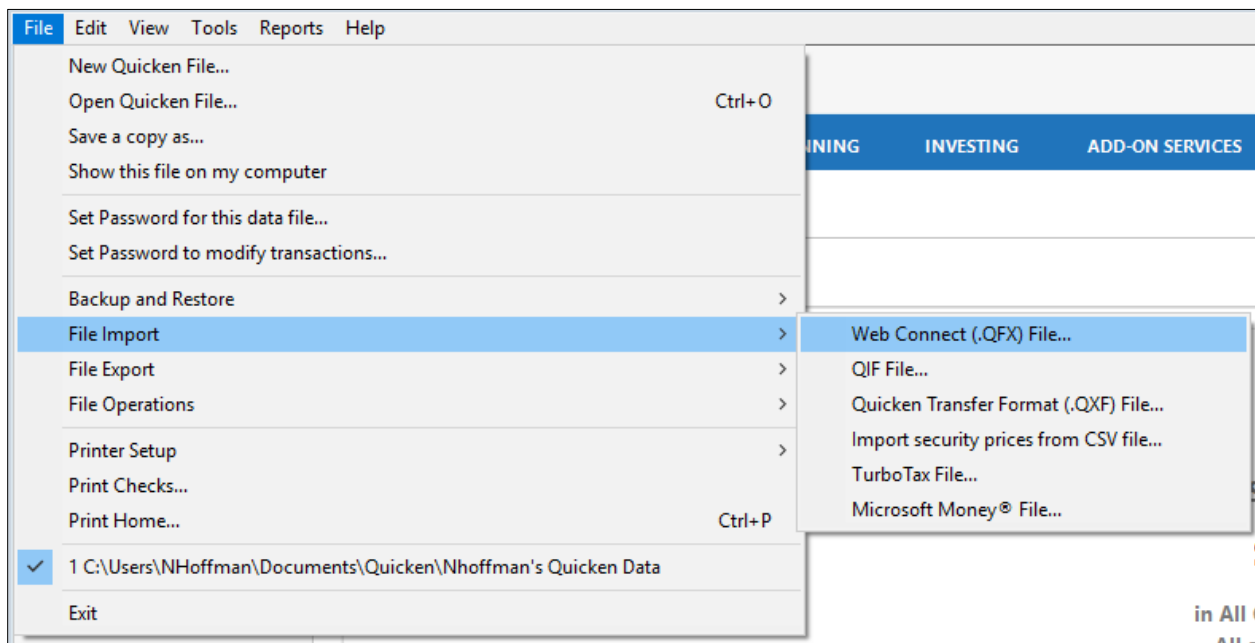 File Edit View Tools Reports Help
New Quicken File...
Open Quicken File... Ctrl+O
Save a copy as...
Show this file on my computer
INVESTING ADD-ON SERVICES
Set Password for this data file...
Set Password to modify transactions...
Backup and Restore
File Import
File Export
File Operations
Printer Setup
Print Checks...
Print Home... Ctrl+P
1 C:\Users\NHoffman\Documents\Quicken\Nhoffman's Quicken Data
Exit
Web Connect (.QFX) File...
QIF File...
Quicken Transfer Format (.QXF) File...
Import security prices from CSV file...
TurboTax File...
Microsoft Money® File...
in All